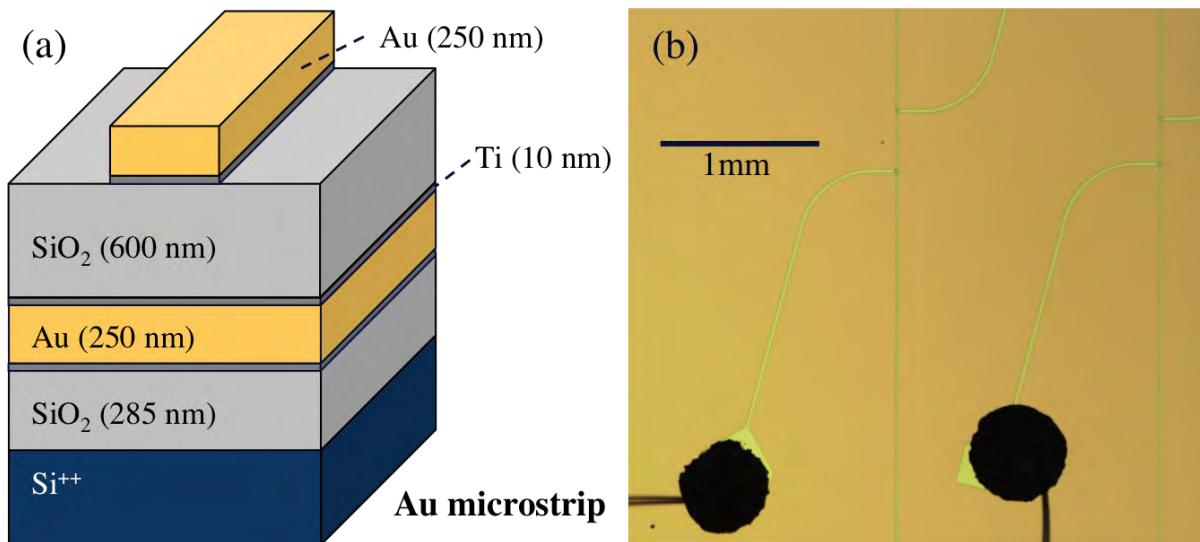 (a)
Au (250 nm)
Ti (10 nm)
SiO₂ (600 nm)
Au (250 nm)
SiO₂ (285 nm)
Si⁺⁺
Au microstrip
(b)
1mm